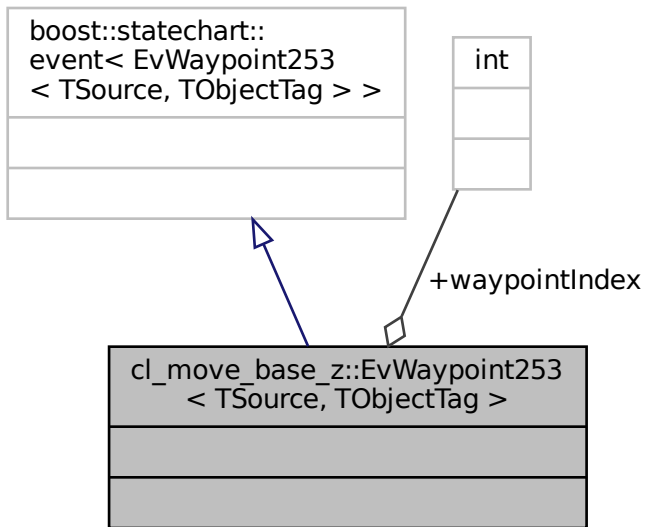 boost::statechart::
event< EvWaypoint253
< TSource, TObjectTag > >
int
+waypointIndex
cl_move_base_z::EvWaypoint253
< TSource, TObjectTag >